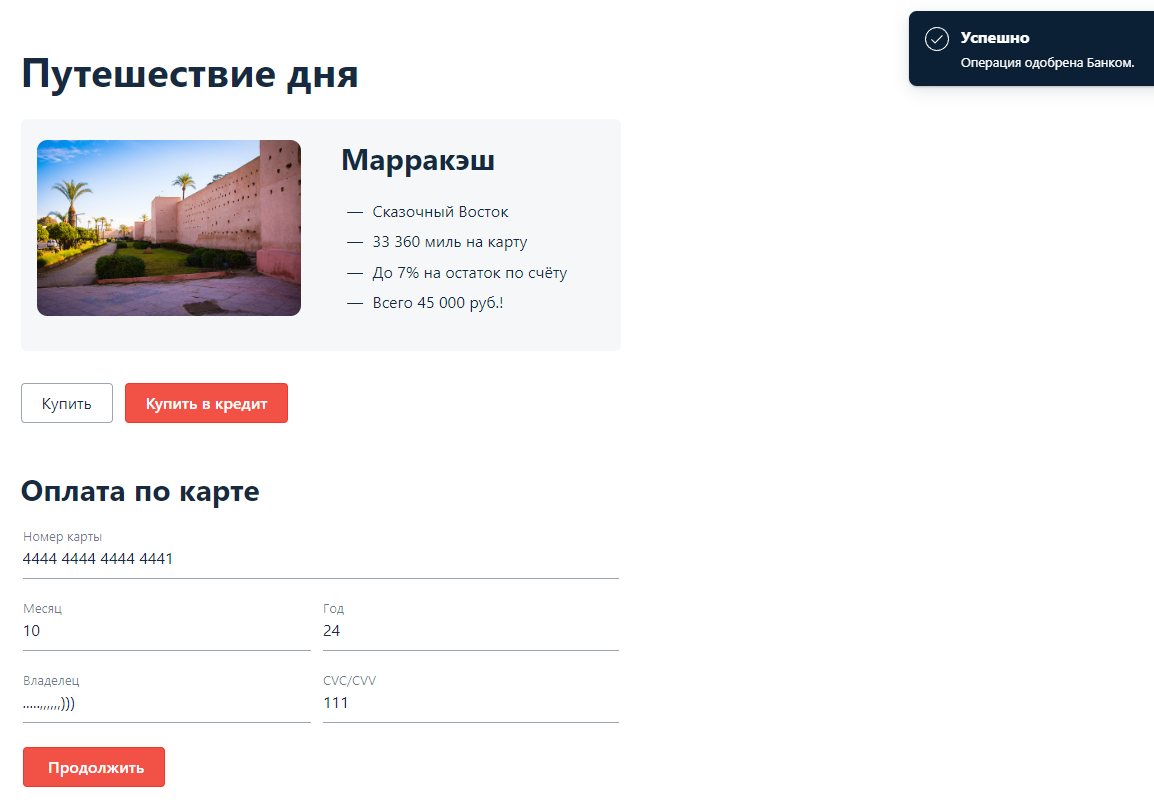 Успешно
Операция одобрена Банком.
Путешествие дня
Марракэш
— Сказочный Восток
— 33 360 миль на карту
— До 7% на остаток по счёту
— Всего 45 000 руб.!
Купить
Купить в кредит
Оплата по карте
Номер карты
4444 4444 4444 4441
Месяц
Год
10
24
Владелец
CVC/CVV
.....,,,,,,)))
111
Продолжить